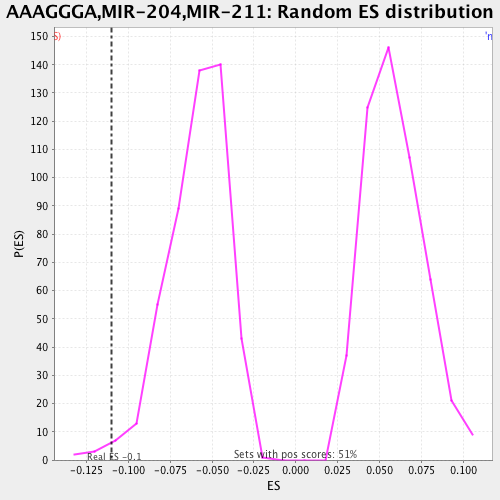 AAAGGGA,MIR-204,MIR-211: Random ES distribution
150
140
130
120
110
100
90
80
70
60
50
40
30
20
10
0
P(ES)
S)
'n
Real ES -0.1
Sets with pos scores: 51%
-0.125 -0.100 -0.075 -0.050 -0.025 0.000 0.025 0.050 0.075 0.100
ES